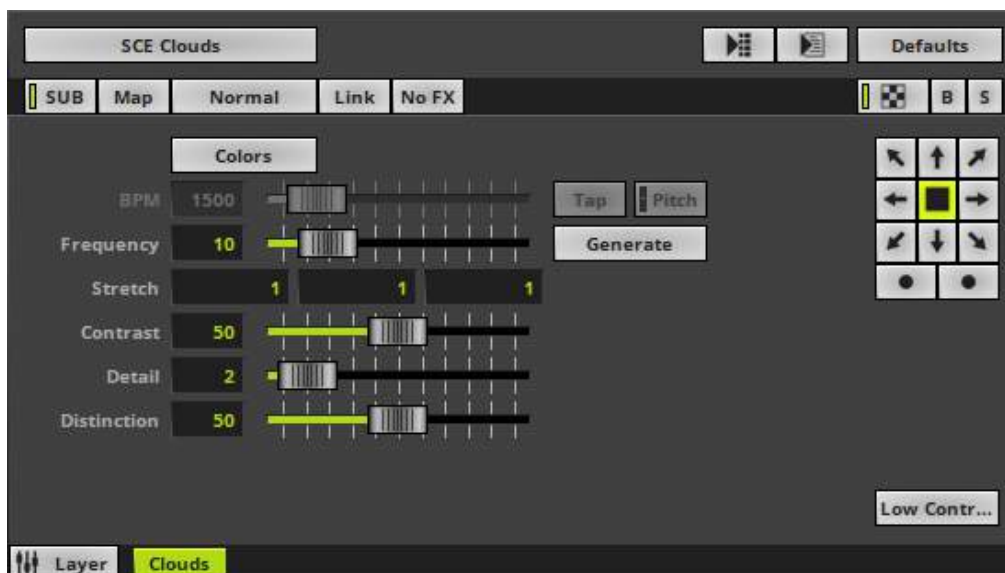 SCE Clouds Defaults
SUB Map Normal Link No FX B S
Colors
BPM 1500 Tap Pitch
Frequency 10 Generate
Stretch 1 1 1
Contrast 50
Detail 2
Distinction 50
Low Contr...
Layer Clouds